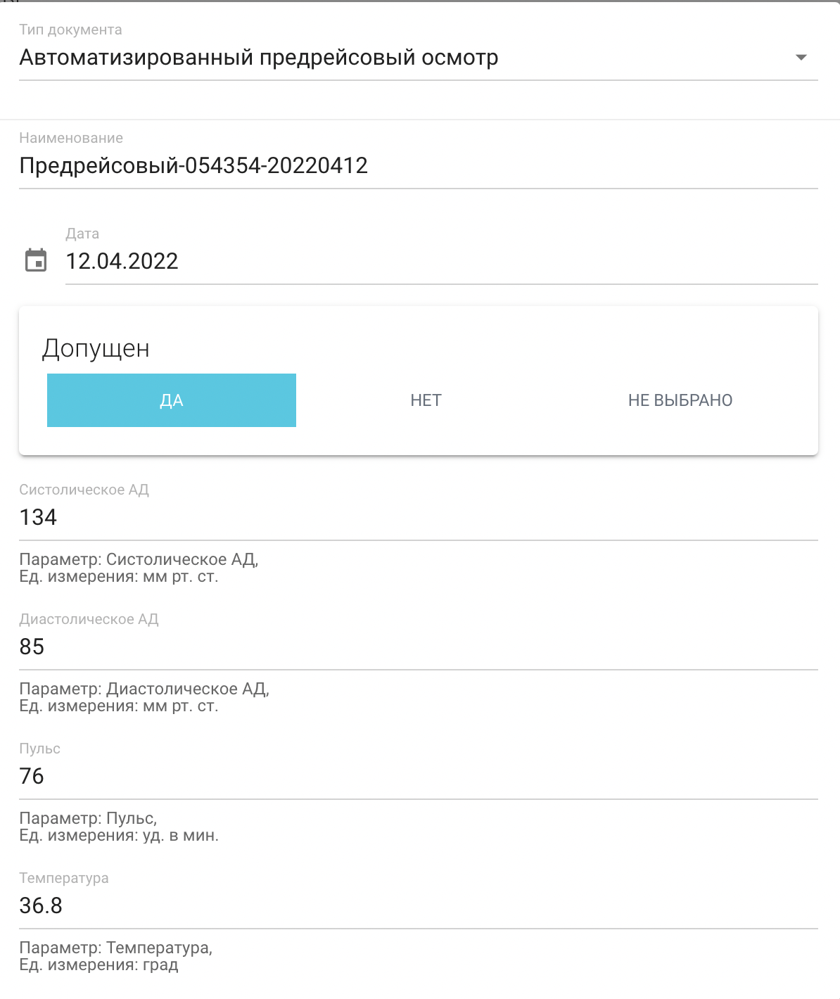 Тип документа
Автоматизированный предрейсовый осмотр
Наименование
Предрейсовый-054354-20220412
Дата
12.04.2022
Допущен
ДА НЕТ НЕ ВЫБРАНО
Систолическое АД
134
Параметр: Систолическое АД,
Ед. измерения: мм рт. ст.
Диастолическое АД
85
Параметр: Диастолическое АД,
Ед. измерения: мм рт. ст.
Пульс
76
Параметр: Пульс,
Ед. измерения: уд. в мин.
Температура
36.8
Параметр: Температура,
Ед. измерения: град